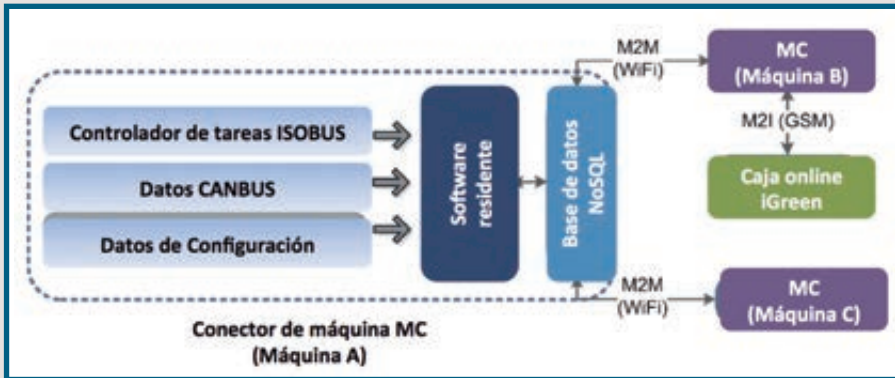 Controlador de tareas ISOBUS
Datos CANBUS
Datos de Configuración
Software
residente
Base de datos
NoSQL
M2M
(WiFi)
MC
(Máquina B)
M2I (GSM)
Caja online
iGreen
M2M
(WiFi)
MC
(Máquina C)
Conector de máquina MC
(Máquina A)